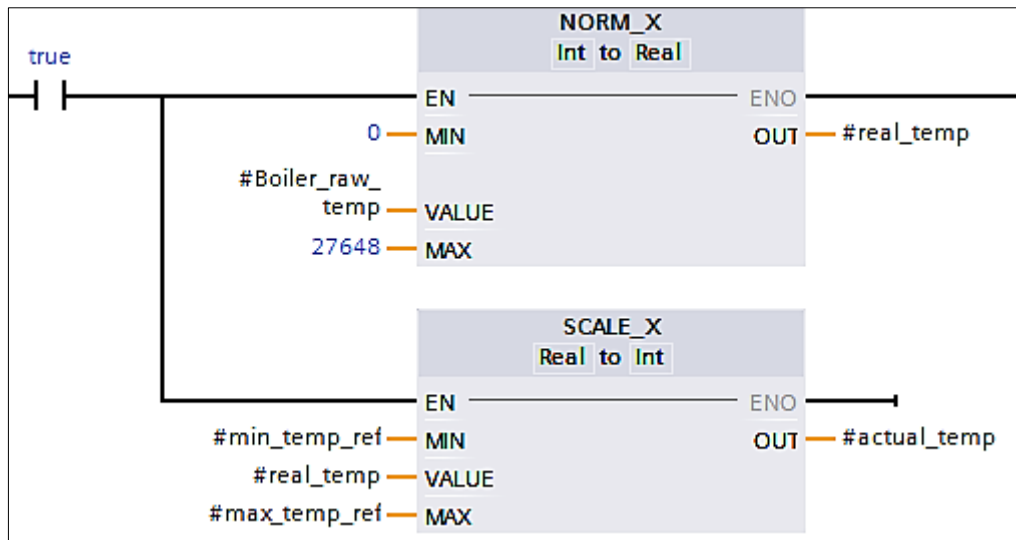 NORM_X
Int to Real
true
EN
ENO
0
MIN
OUT
#real_temp
#Boiler_raw_
temp
VALUE
27648
MAX
SCALE_X
Real to Int
EN
ENO
#min_temp_ref
MIN
OUT
#actual_temp
#real_temp
VALUE
#max_temp_ref
MAX